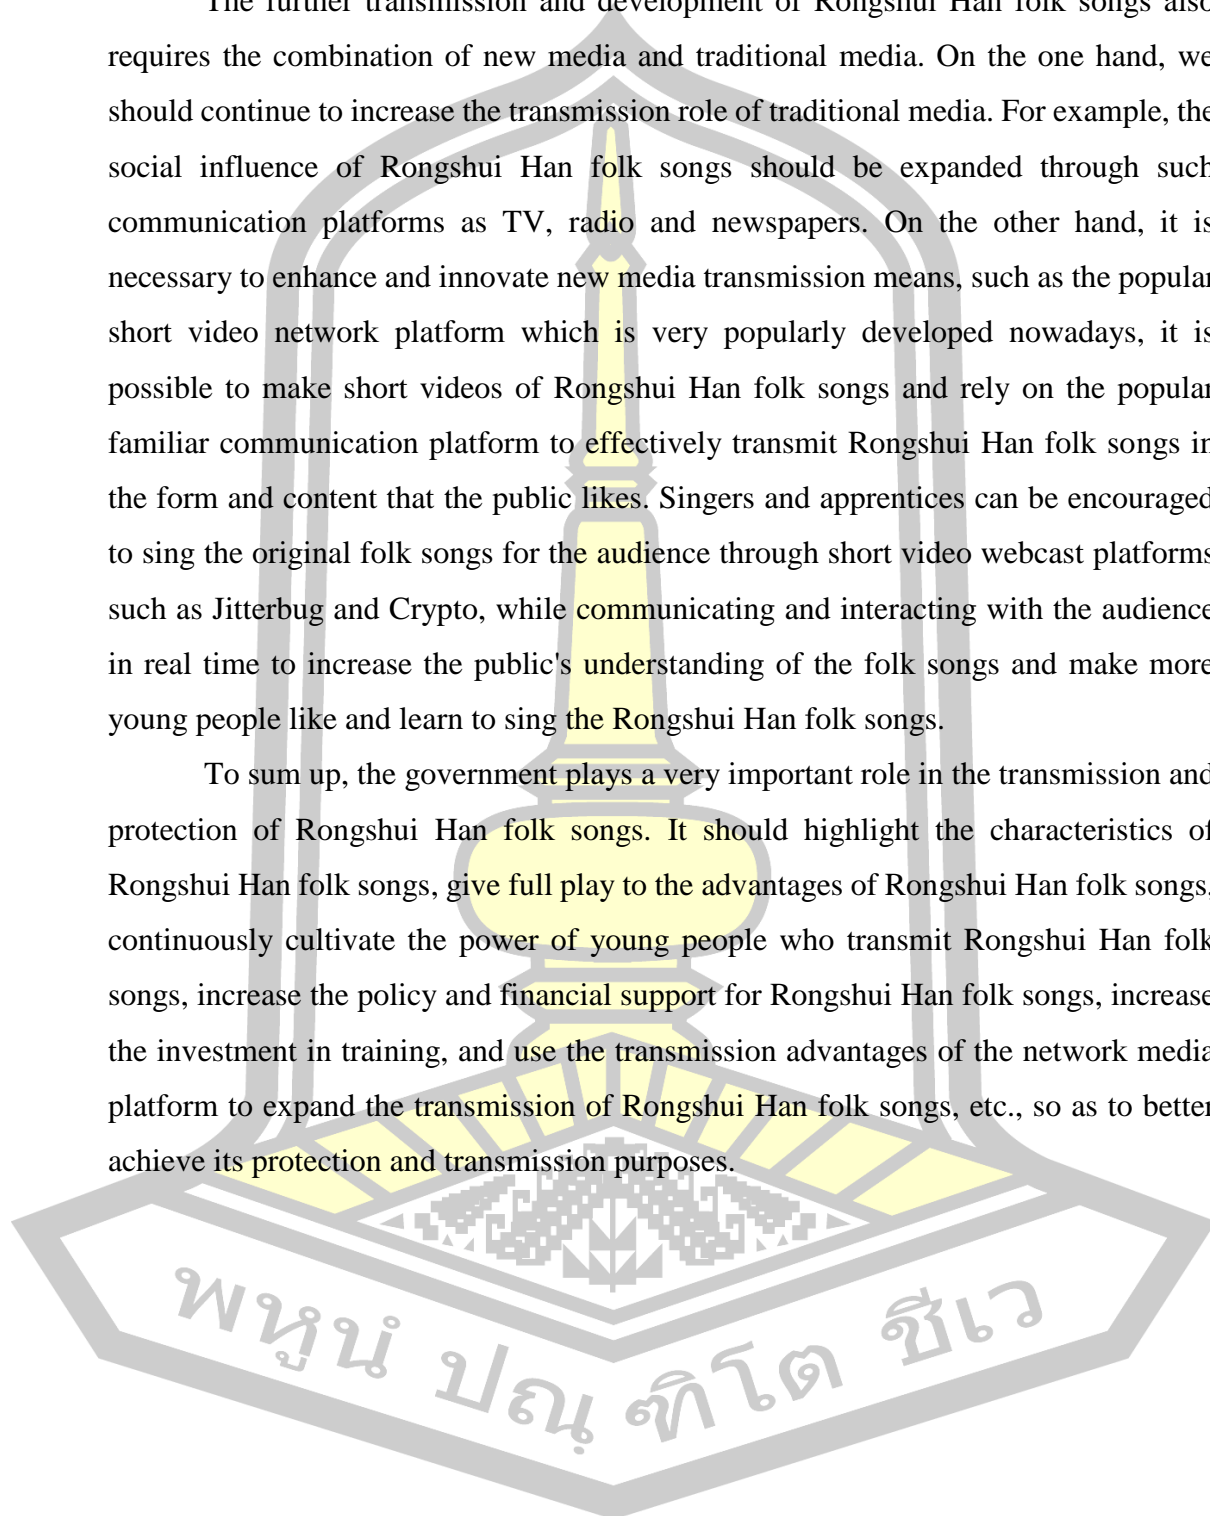 The further transmission and development of Rongshui Han folk songs also
requires the combination of new media and traditional media. On the one hand, we
should continue to increase the transmission role of traditional media. For example, the
social influence of Rongshui Han folk songs should be expanded through such
communication platforms as TV, radio and newspapers. On the other hand, it is
necessary to enhance and innovate new media transmission means, such as the popular
short video network platform which is very popularly developed nowadays, it is
possible to make short videos of Rongshui Han folk songs and rely on the popular
familiar communication platform to effectively transmit Rongshui Han folk songs in
the form and content that the public likes. Singers and apprentices can be encouraged
to sing the original folk songs for the audience through short video webcast platforms
such as Jitterbug and Crypto, while communicating and interacting with the audience
in real time to increase the public's understanding of the folk songs and make more
young people like and learn to sing the Rongshui Han folk songs.
To sum up, the government plays a very important role in the transmission and
protection of Rongshui Han folk songs. It should highlight the characteristics of
Rongshui Han folk songs, give full play to the advantages of Rongshui Han folk songs,
continuously cultivate the power of young people who transmit Rongshui Han folk
songs, increase the policy and financial support for Rongshui Han folk songs, increase
the investment in training, and use the transmission advantages of the network media
platform to expand the transmission of Rongshui Han folk songs, etc., so as to better
achieve its protection and transmission purposes.
พหูนํ ปณฺฑิโต ชีเว